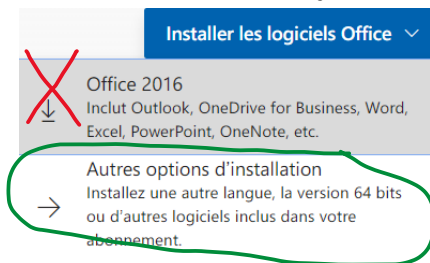 Installer les logiciels Office
Office 2016
Inclut Outlook, OneDrive for Business, Word,
Excel, PowerPoint, OneNote, etc.
Autres options d’installation
Installez une autre langue, la version 64 bits
ou d’autres logiciels inclus dans votre
abonnement.